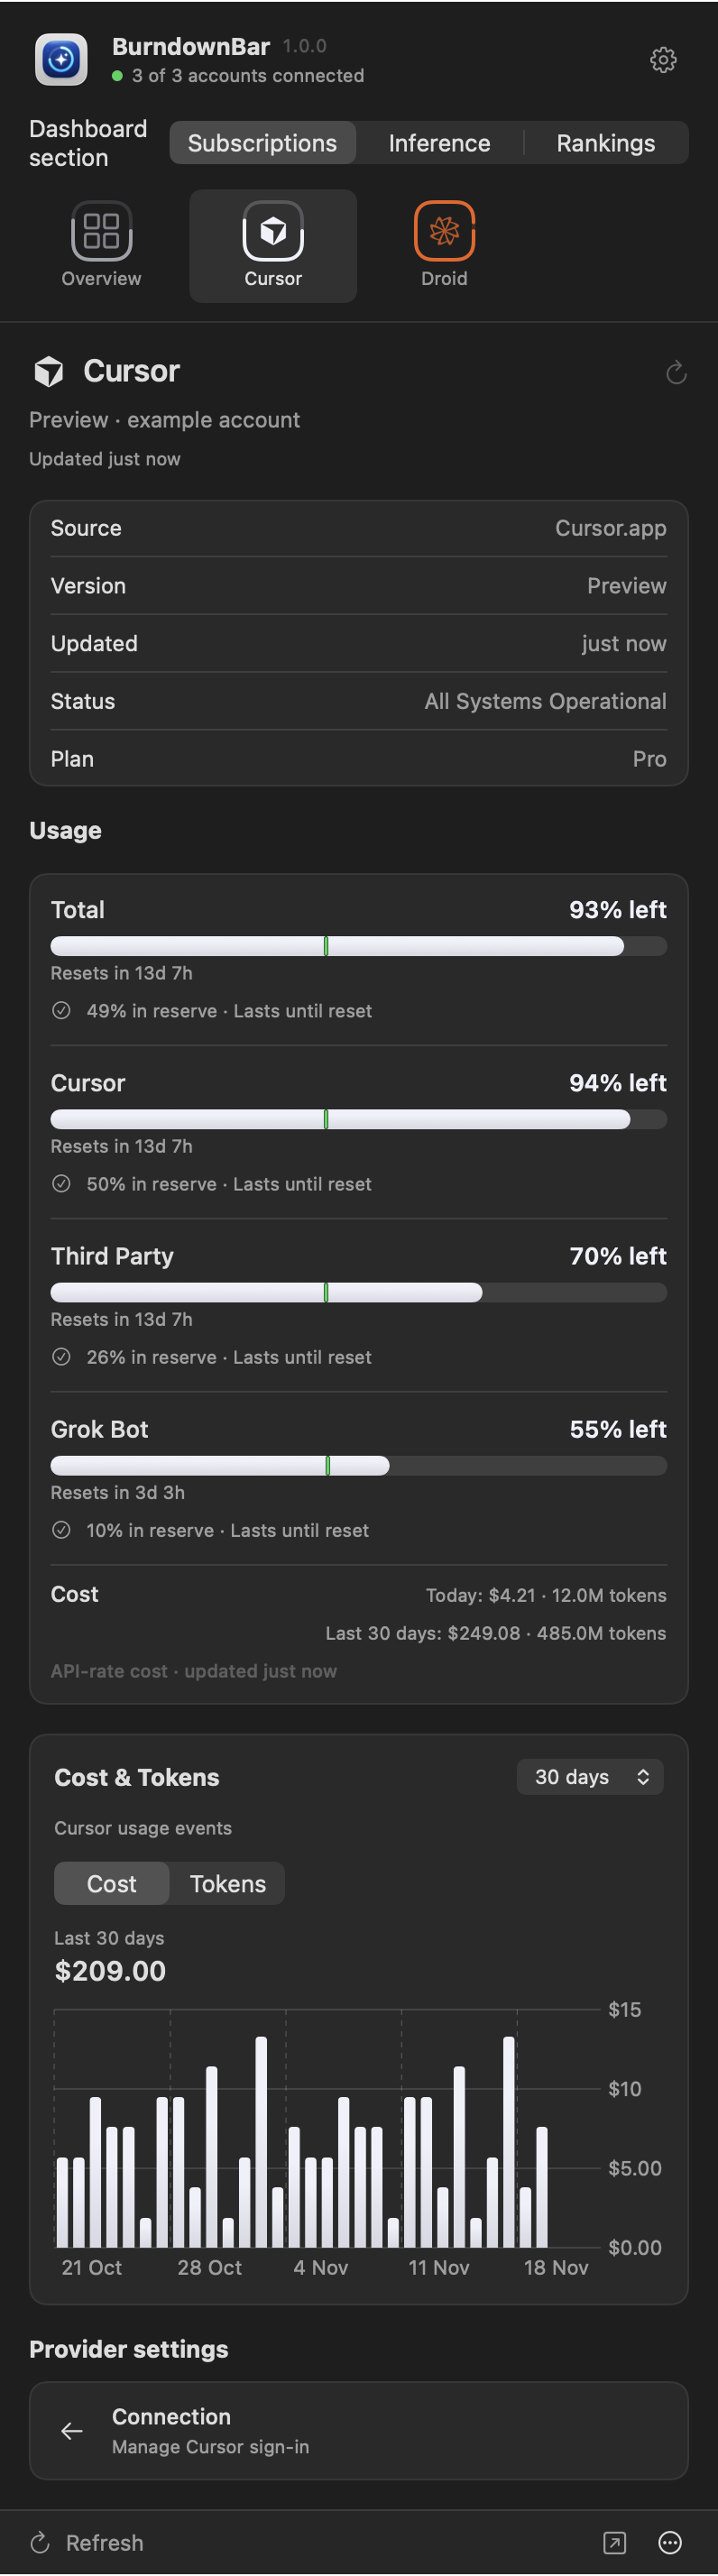 BurndownBar 1.0.0
3 of 3 accounts connected
Dashboard
section
Subscriptions
Inference
Rankings
Overview
Cursor
Droid
Cursor
Preview · example account
Updated just now
Source Cursor.app
Version Preview
Updated just now
Status All Systems Operational
Plan Pro
Usage
Total 93% left
Resets in 13d 7h
49% in reserve · Lasts until reset
Cursor 94% left
Resets in 13d 7h
50% in reserve · Lasts until reset
Third Party 70% left
Resets in 13d 7h
26% in reserve · Lasts until reset
Grok Bot 55% left
Resets in 3d 3h
10% in reserve · Lasts until reset
Cost Today: $4.21 · 12.0M tokens
Last 30 days: $249.08 · 485.0M tokens
API-rate cost · updated just now
Cost & Tokens 30 days
Cursor usage events
Cost Tokens
Last 30 days
$209.00
$15
$10
$5.00
$0.00
21 Oct 28 Oct 4 Nov 11 Nov 18 Nov
Provider settings
Connection
Manage Cursor sign-in
Refresh